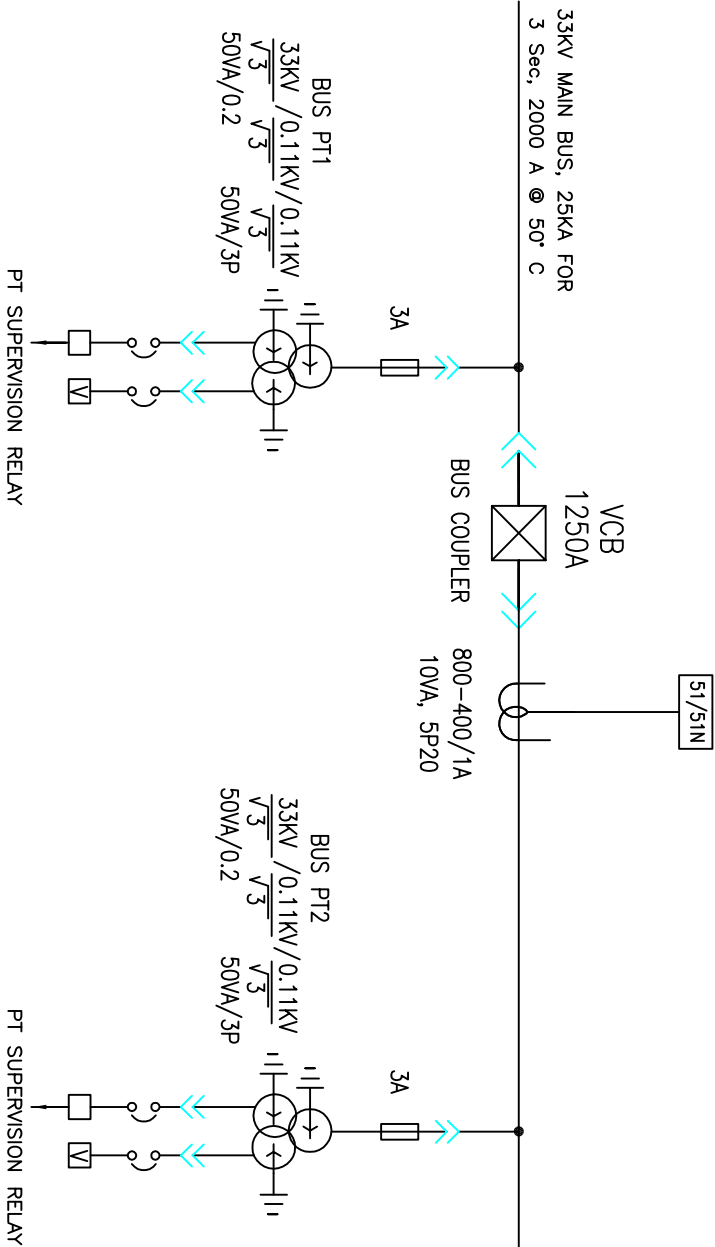 33KV MAIN BUS, 25KA FOR
3 Sec, 2000 A @ 50° C
VCB
1250A
BUS COUPLER
51/51N
800-400/1A
10VA, 5P20
BUS PT1
33KV /0.11KV/0.11KV
√3 √3 √3
50VA/0.2 50VA/3P
3A
V
PT SUPERVISION RELAY
BUS PT2
33KV /0.11KV/0.11KV
√3 √3 √3
50VA/0.2 50VA/3P
3A
V
PT SUPERVISION RELAY